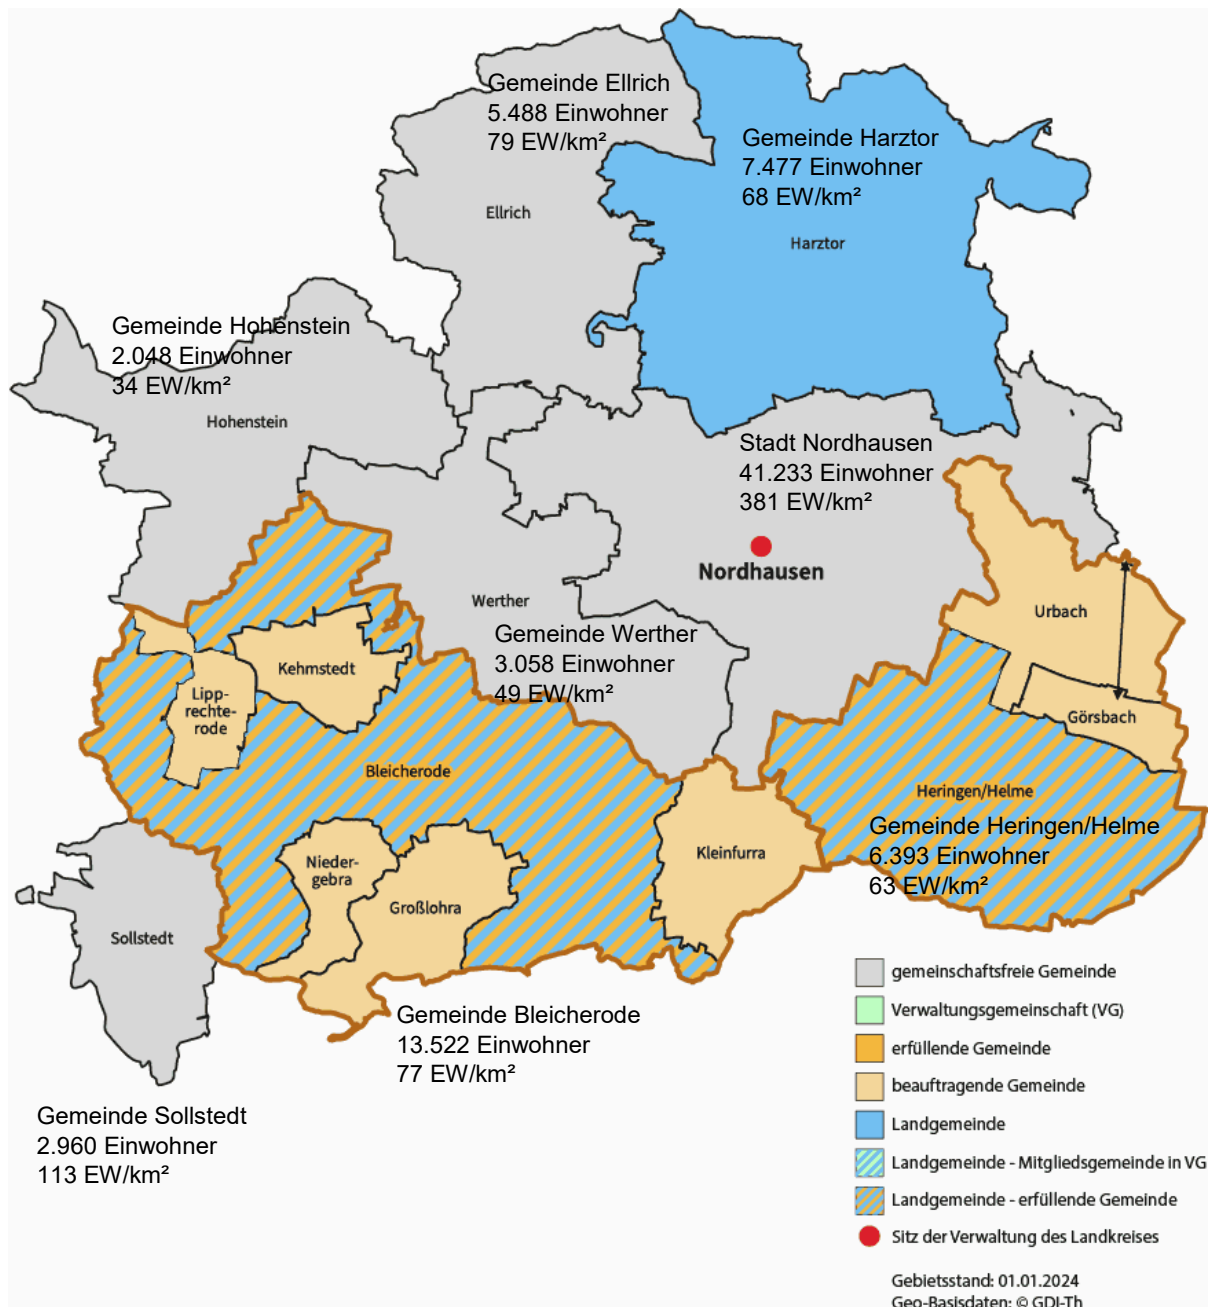 Gemeinde Ellrich
5.488 Einwohner
79 EW/km²
Ellrich
Gemeinde Harztor
7.477 Einwohner
68 EW/km²
Harztor
Gemeinde Hohenstein
2.048 Einwohner
34 EW/km²
Hohenstein
Stadt Nordhausen
41.233 Einwohner
381 EW/km²
Nordhausen
Werther
Gemeinde Werther
3.058 Einwohner
49 EW/km²
Urbach
Görsbach
Kehmstedt
Lipp-
rechte-
rode
Bleicherode
Heringen/Helme
Gemeinde Heringen/Helme
6.393 Einwohner
63 EW/km²
Kleinfurra
Nieder-
gebra
Großlohra
Sollstedt
Gemeinde Bleicherode
13.522 Einwohner
77 EW/km²
Gemeinde Sollstedt
2.960 Einwohner
113 EW/km²
gemeinschaftsfreie Gemeinde
Verwaltungsgemeinschaft (VG)
erfüllende Gemeinde
beauftragende Gemeinde
Landgemeinde
Landgemeinde - Mitgliedsgemeinde in VG
Landgemeinde - erfüllende Gemeinde
Sitz der Verwaltung des Landkreises
Gebietsstand: 01.01.2024
Geo-Basisdaten: © GDI-Th